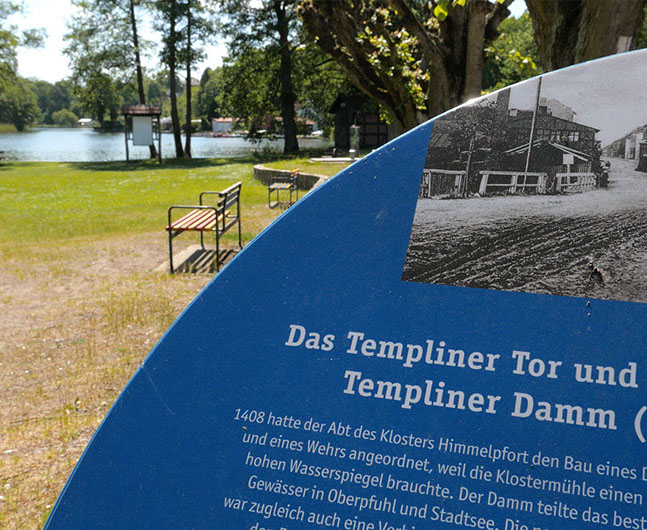 Das Templiner Tor und
Templiner Damm (
1408 hatte der Abt des Klosters Himmelpfort den Bau eines D
und eines Wehrs angeordnet, weil die Klostermühle einen
hohen Wasserspiegel brauchte. Der Damm teilte das best
Gewässer in Oberpfuhl und Stadtsee. Die
war zugleich auch eine